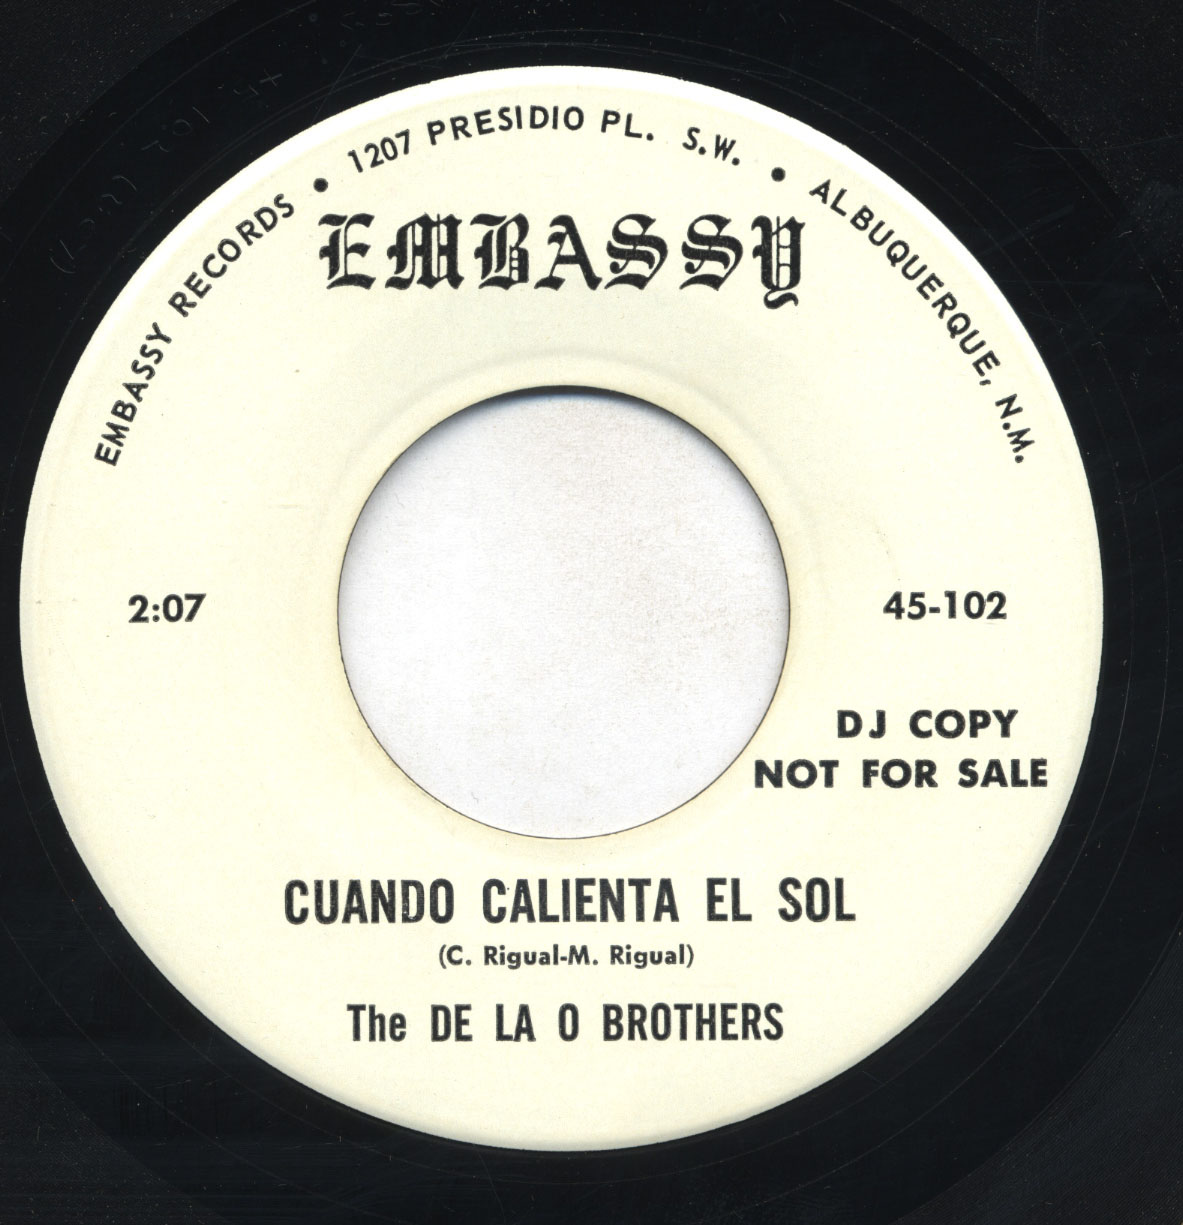 EMBASSY RECORDS • 1207 PRESIDIO PL. S.W. • ALBUQUERQUE, N.M.
EMBASSY
2:07
45-102
DJ COPY
NOT FOR SALE
CUANDO CALIENTA EL SOL
(C. Rigual-M. Rigual)
The DE LA O BROTHERS